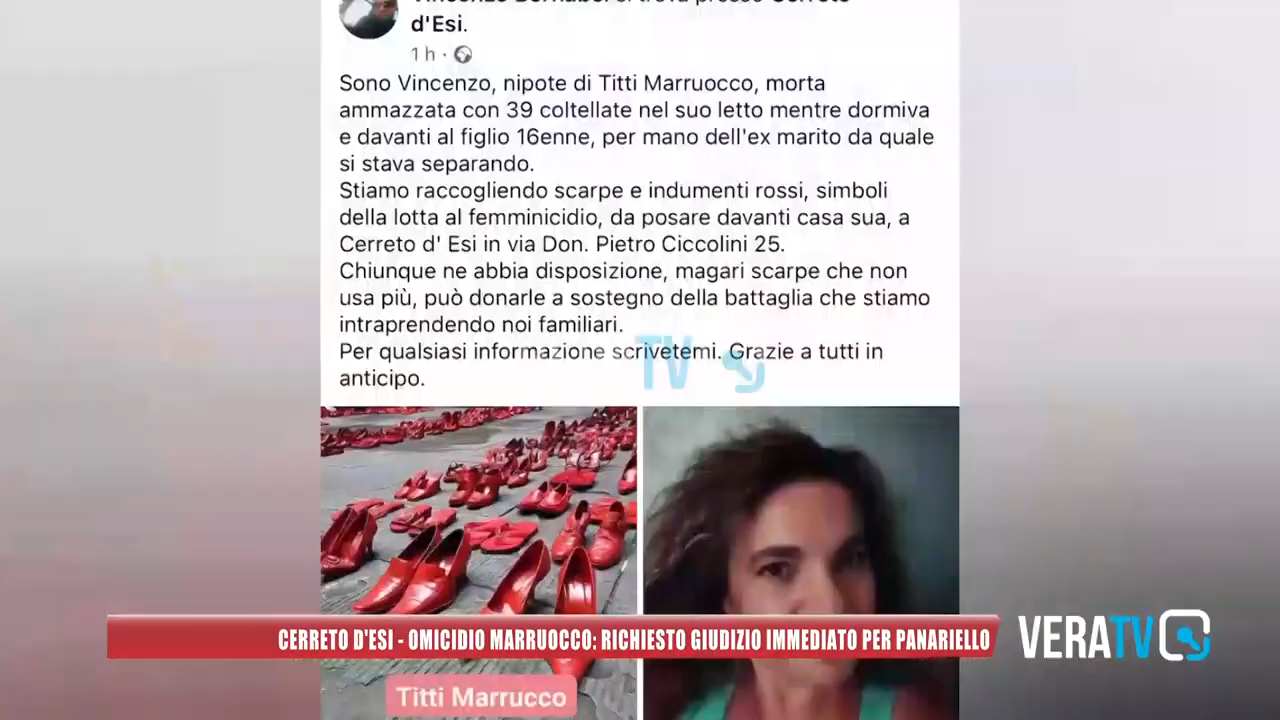 d'Esi.
1 h ·
Sono Vincenzo, nipote di Titti Marruocco, morta
ammazzata con 39 coltellate nel suo letto mentre dormiva
e davanti al figlio 16enne, per mano dell'ex marito da quale
si stava separando.
Stiamo raccogliendo scarpe e indumenti rossi, simboli
della lotta al femminicidio, da posare davanti casa sua, a
Cerreto d' Esi in via Don. Pietro Ciccolini 25.
Chiunque ne abbia disposizione, magari scarpe che non
usa più, può donarle a sostegno della battaglia che stiamo
intraprendendo noi familiari.
Per qualsiasi informazione scrivetemi. Grazie a tutti in
anticipo.
TV
CERRETO D'ESI - OMICIDIO MARRUOCCO: RICHIESTO GIUDIZIO IMMEDIATO PER PANARIELLO
VERATV
Titti Marrucco